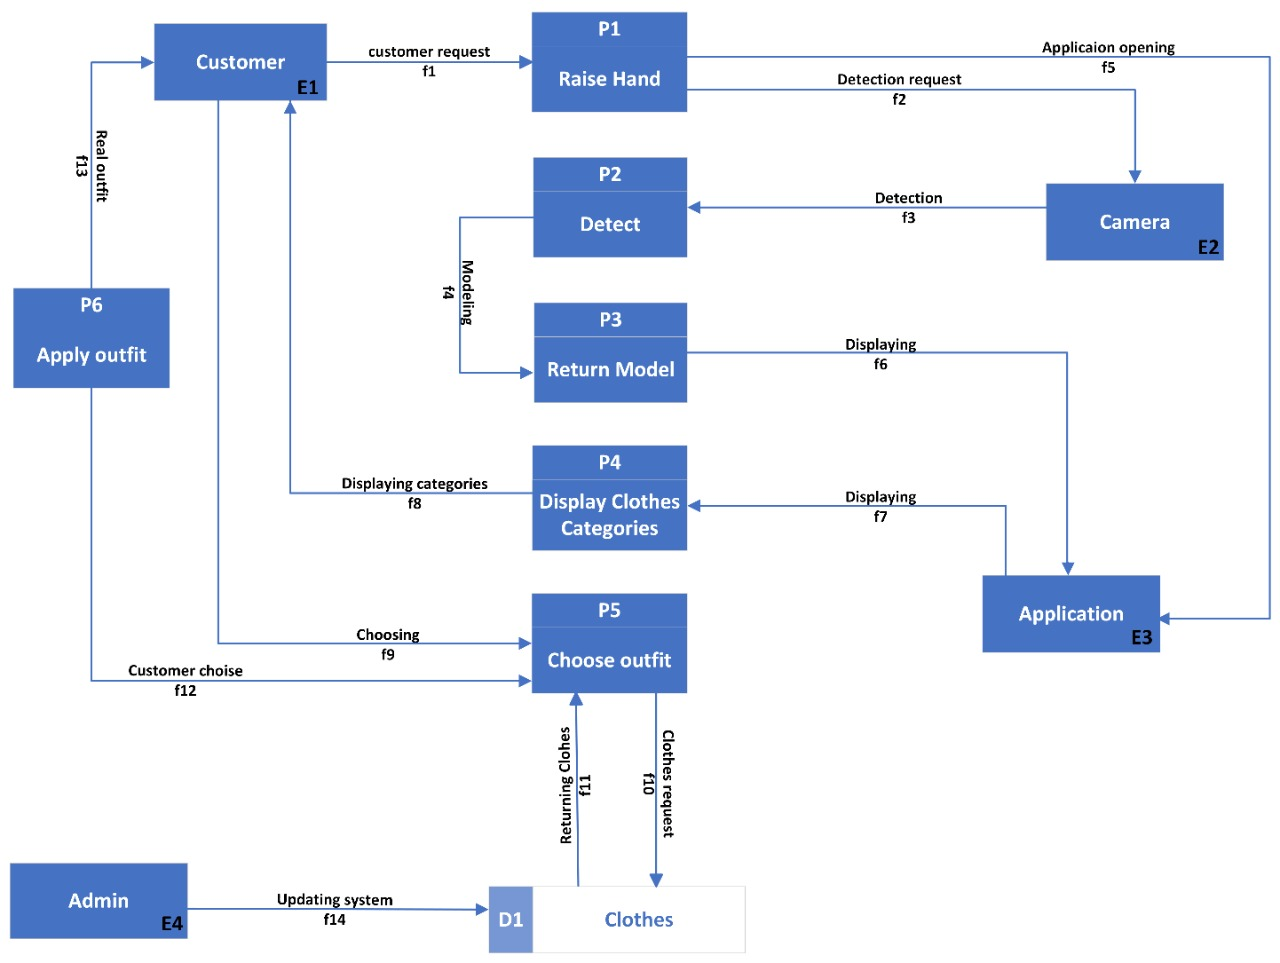 Customer
E1
customer request
f1
P1
Raise Hand
Applicaion opening
f5
Detection request
f2
Real outfit
f13
P2
Detect
Detection
f3
Camera
E2
Modeling
f4
P6
Apply outfit
P3
Return Model
Displaying
f6
P4
Display Clothes
Categories
Displaying categories
f8
Displaying
f7
Application
E3
P5
Choose outfit
Choosing
f9
Customer choise
f12
Returning Clohes
f11
Clothes request
f10
Admin
E4
Updating system
f14
D1
Clothes